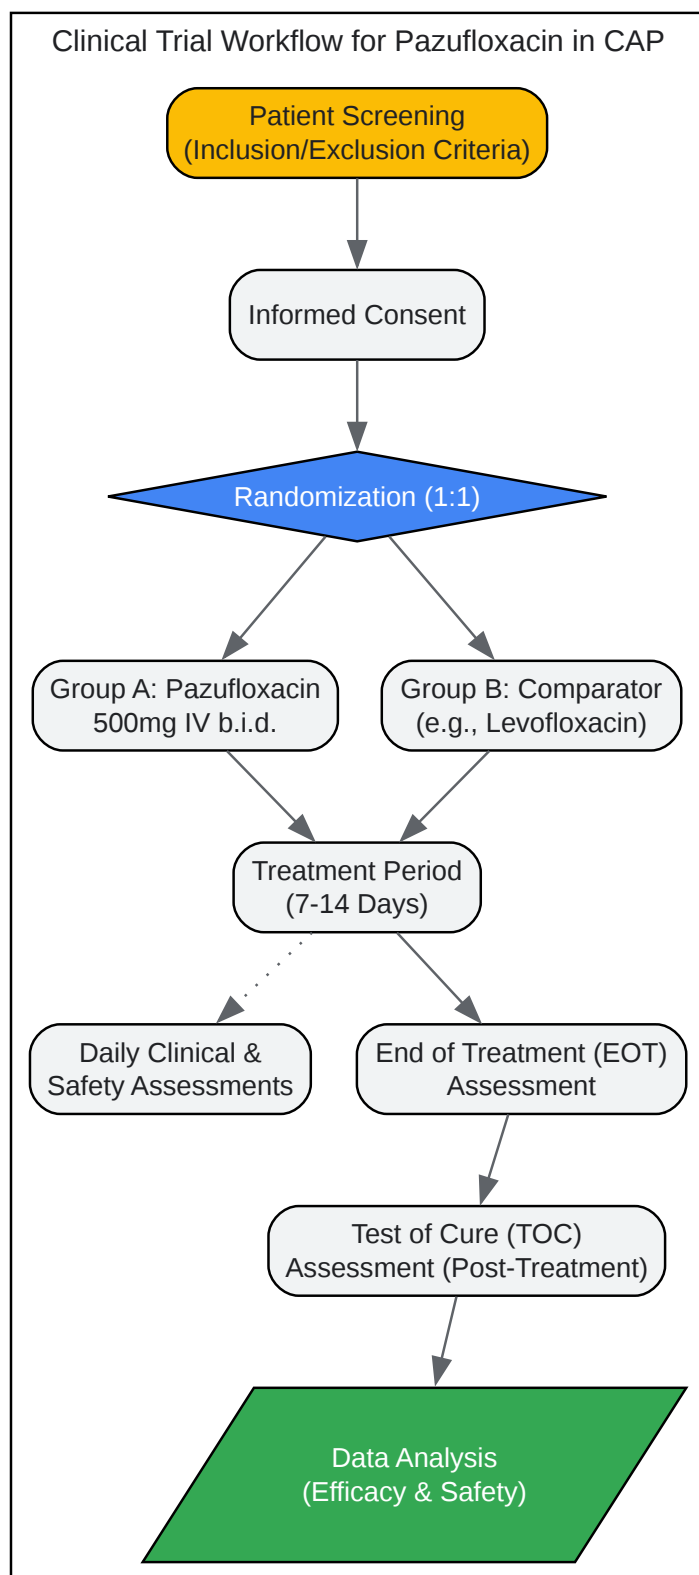 Clinical Trial Workflow for Pazufloxacin in CAP
Patient Screening
(Inclusion/Exclusion Criteria)
Informed Consent
Randomization (1:1)
Group A: Pazufloxacin
500mg IV b.i.d.
Group B: Comparator
(e.g., Levofloxacin)
Treatment Period
(7-14 Days)
Daily Clinical &
Safety Assessments
End of Treatment (EOT)
Assessment
Test of Cure (TOC)
Assessment (Post-Treatment)
Data Analysis
(Efficacy & Safety)